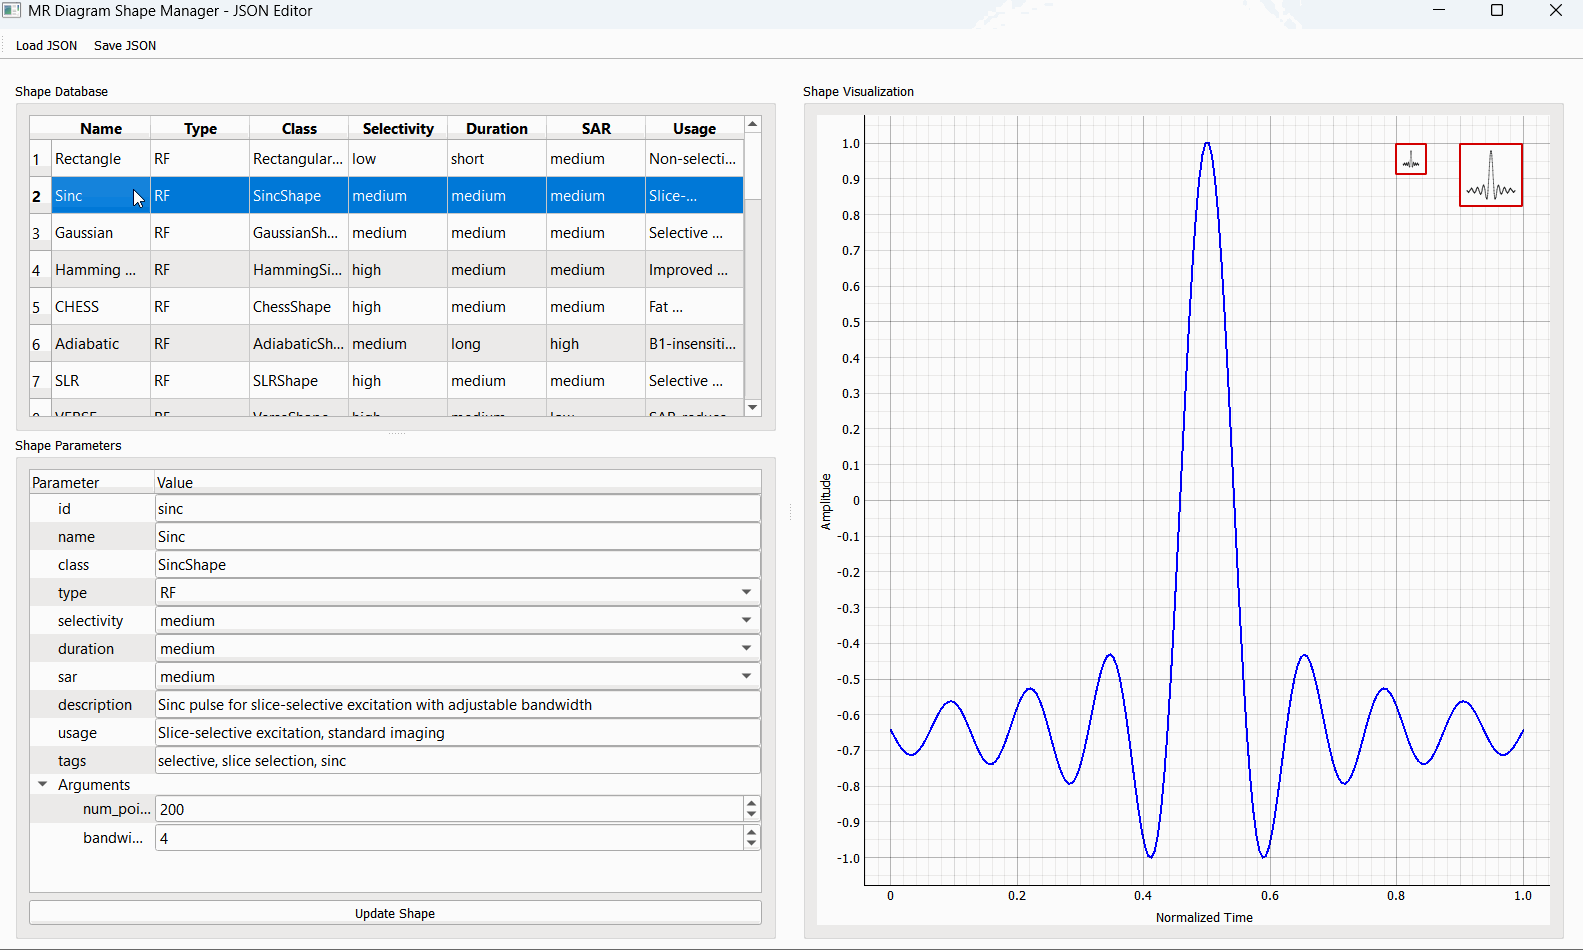 MR Diagram Shape Manager - JSON Editor
Load JSON Save JSON
Shape Database
Name Type Class Selectivity Duration SAR Usage
1 Rectangle RF Rectangular... low short medium Non-selecti...
2 Sinc RF SincShape medium medium medium Slice-...
3 Gaussian RF GaussianSh... medium medium medium Selective ...
4 Hamming ... RF HammingSi... high medium medium Improved ...
5 CHESS RF ChessShape high medium medium Fat ...
6 Adiabatic RF AdiabaticSh... medium long high B1-insensiti...
7 SLR RF SLRShape high medium medium Selective ...
Shape Parameters
Parameter Value
id sinc
name Sinc
class SincShape
type RF
selectivity medium
duration medium
sar medium
description Sinc pulse for slice-selective excitation with adjustable bandwidth
usage Slice-selective excitation, standard imaging
tags selective, slice selection, sinc
Arguments
num_poi... 200
bandwi... 4
Update Shape
Shape Visualization
1.0
0.9
0.8
0.7
0.6
0.5
0.4
0.3
0.2
0.1
0
-0.1
-0.2
-0.3
-0.4
-0.5
-0.6
-0.7
-0.8
-0.9
-1.0
Amplitude
0 0.2 0.4 0.6 0.8 1.0
Normalized Time